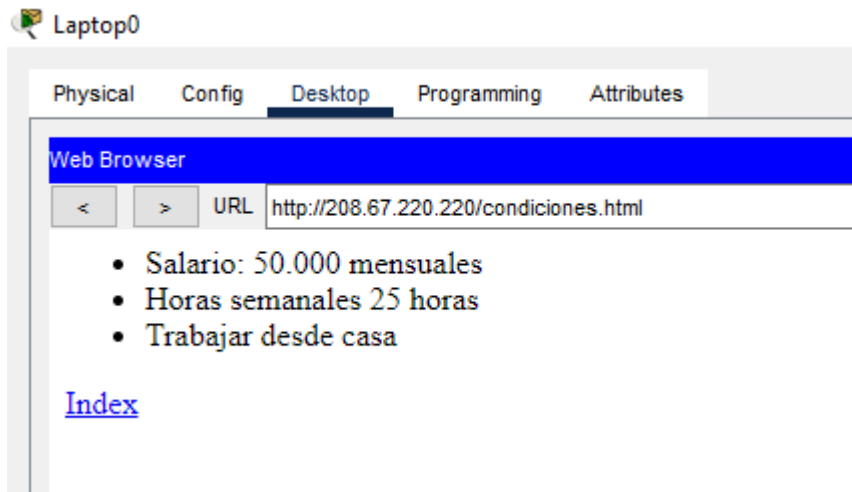 Laptop0
Physical Config Desktop Programming Attributes
Web Browser
< > URL http://208.67.220.220/condiciones.html
Salario: 50.000 mensuales
Horas semanales 25 horas
Trabajar desde casa
Index